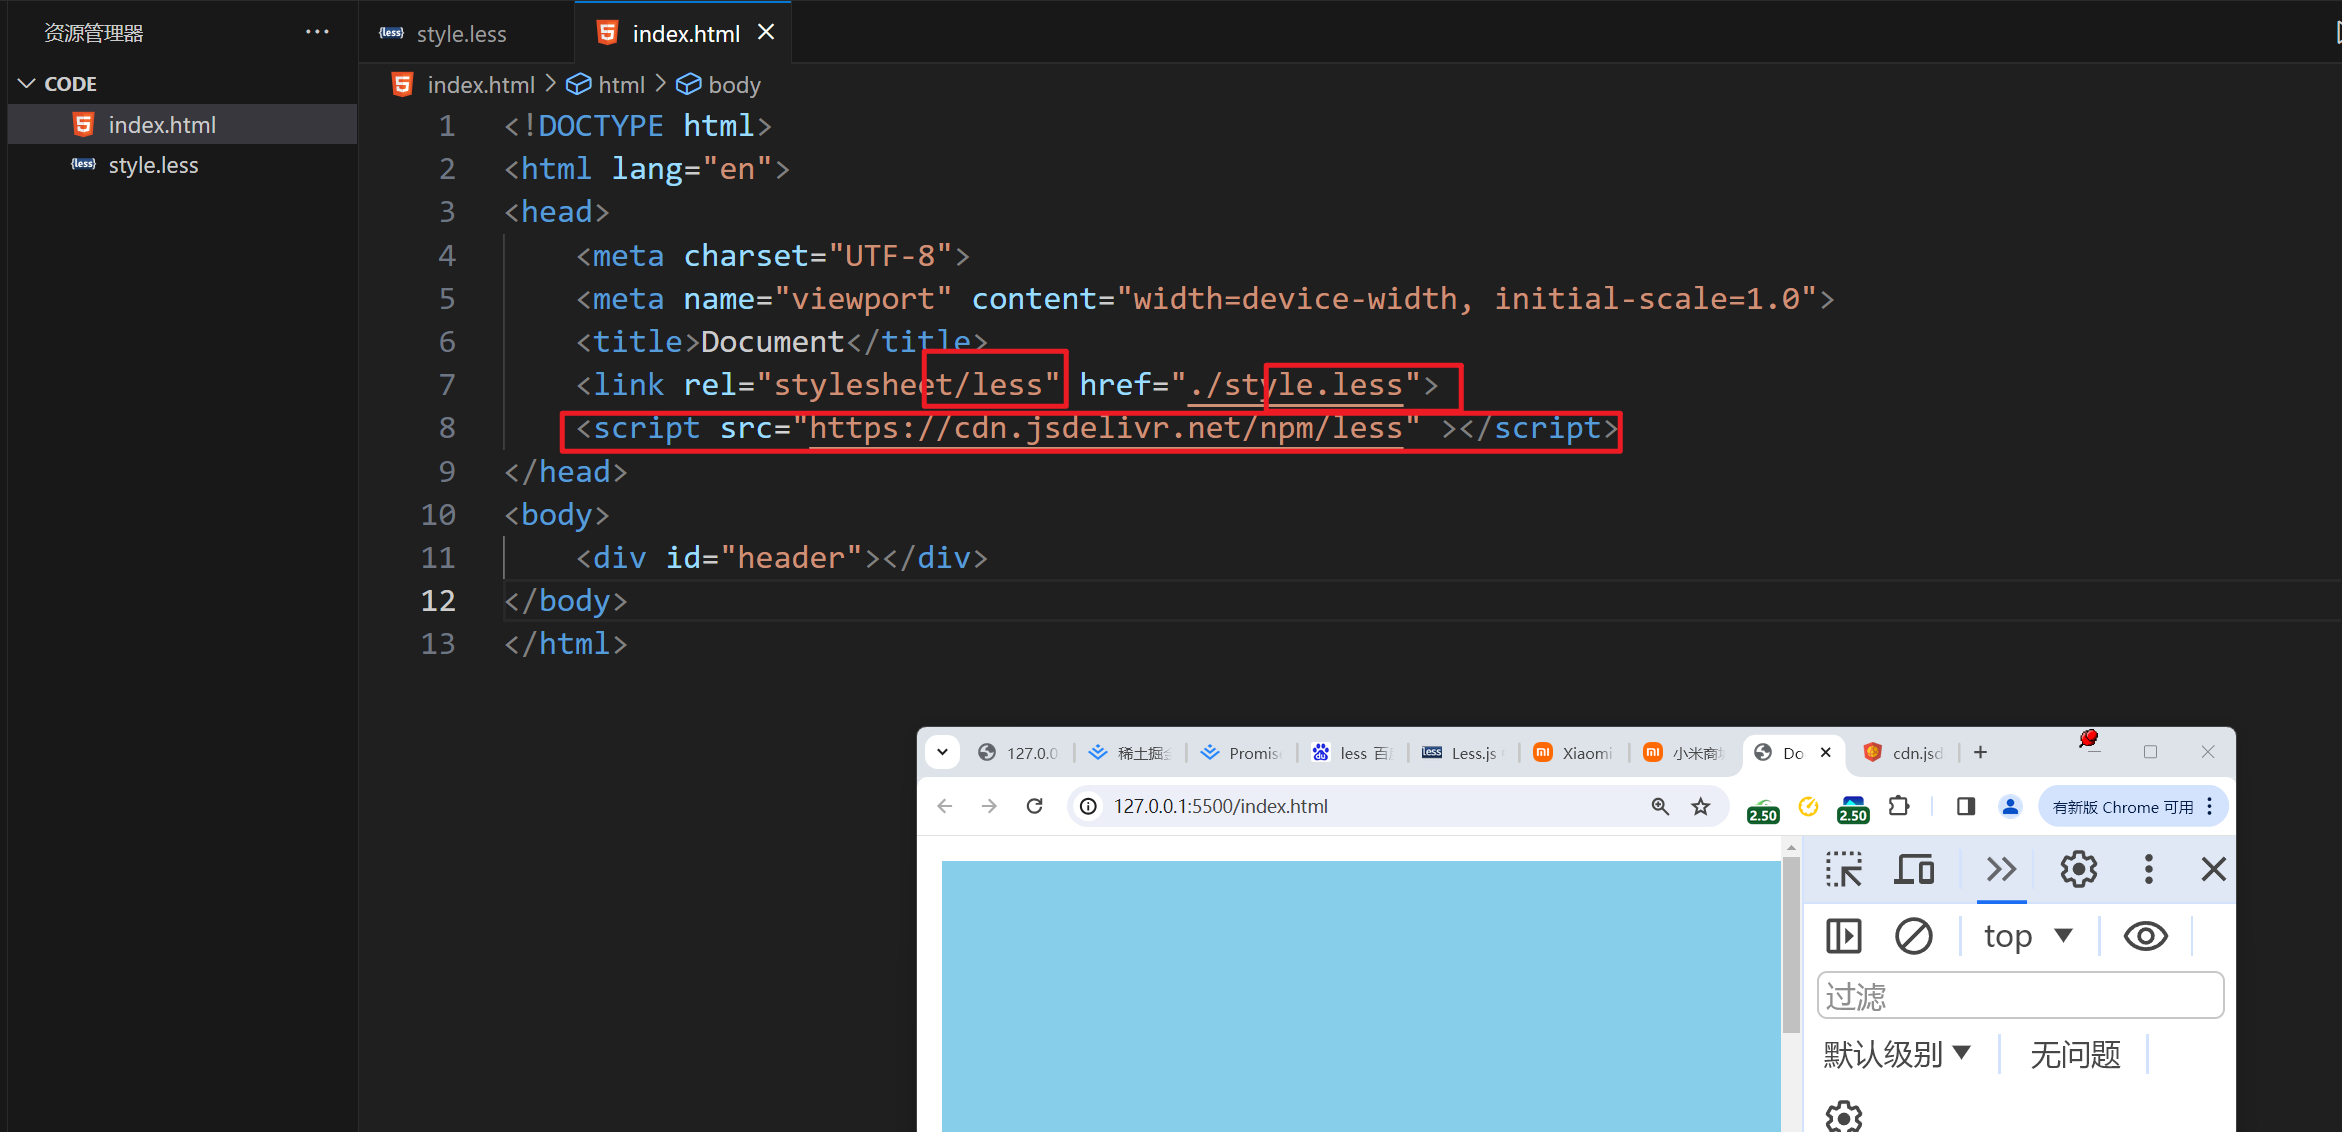 资源管理器
CODE
index.html
style.less
style.less
index.html
index.html > html > body
1 <!DOCTYPE html>
2 <html lang="en">
3 <head>
4 <meta charset="UTF-8">
5 <meta name="viewport" content="width=device-width, initial-scale=1.0">
6 <title>Document</title>
7 <link rel="stylesheet/less" href="./style.less">
8 <script src="https://cdn.jsdelivr.net/npm/less" ></script>
9 </head>
10 <body>
11 <div id="header"></div>
12 </body>
13 </html>
127.0.0 稀土掘金 Promise less 百度 Less.js Xiaomi 小米商城 Do cdn.jsd
127.0.0.1:5500/index.html 2.50 2.50 有新版 Chrome 可用
top
过滤
默认级别 无问题